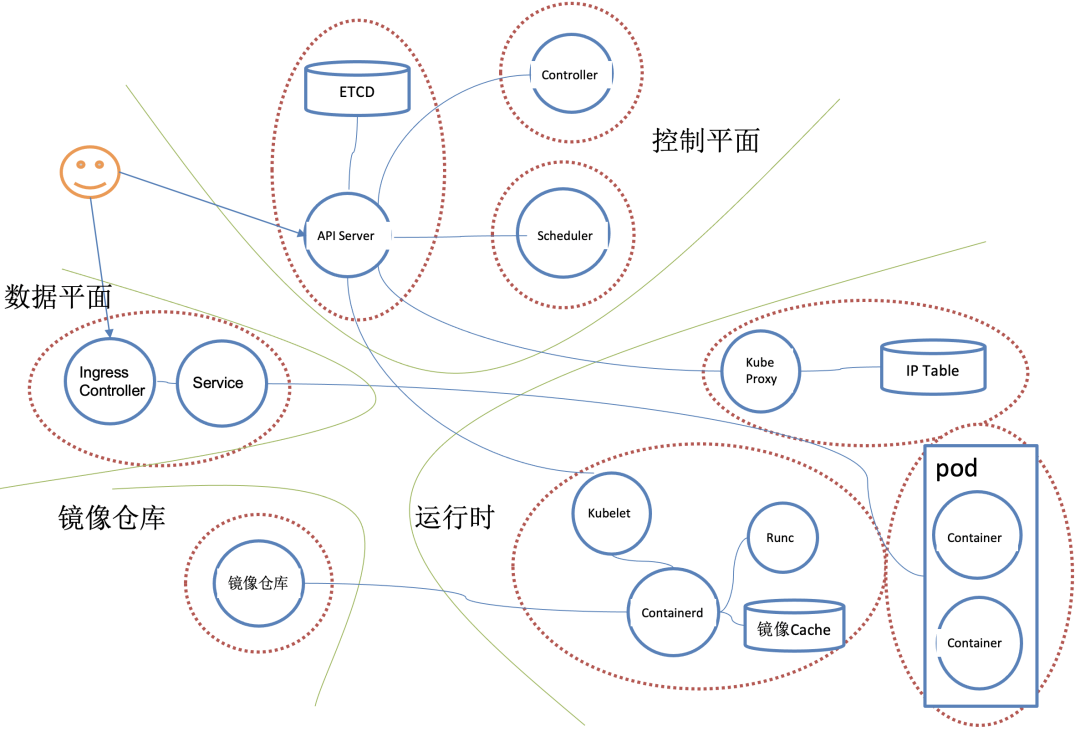 ETCD
Controller
控制平面
API Server
Scheduler
数据平面
Ingress
Controller
Service
Kube
Proxy
IP Table
pod
镜像仓库
运行时
Kubelet
Runc
Container
镜像仓库
Containerd
镜像Cache
Container